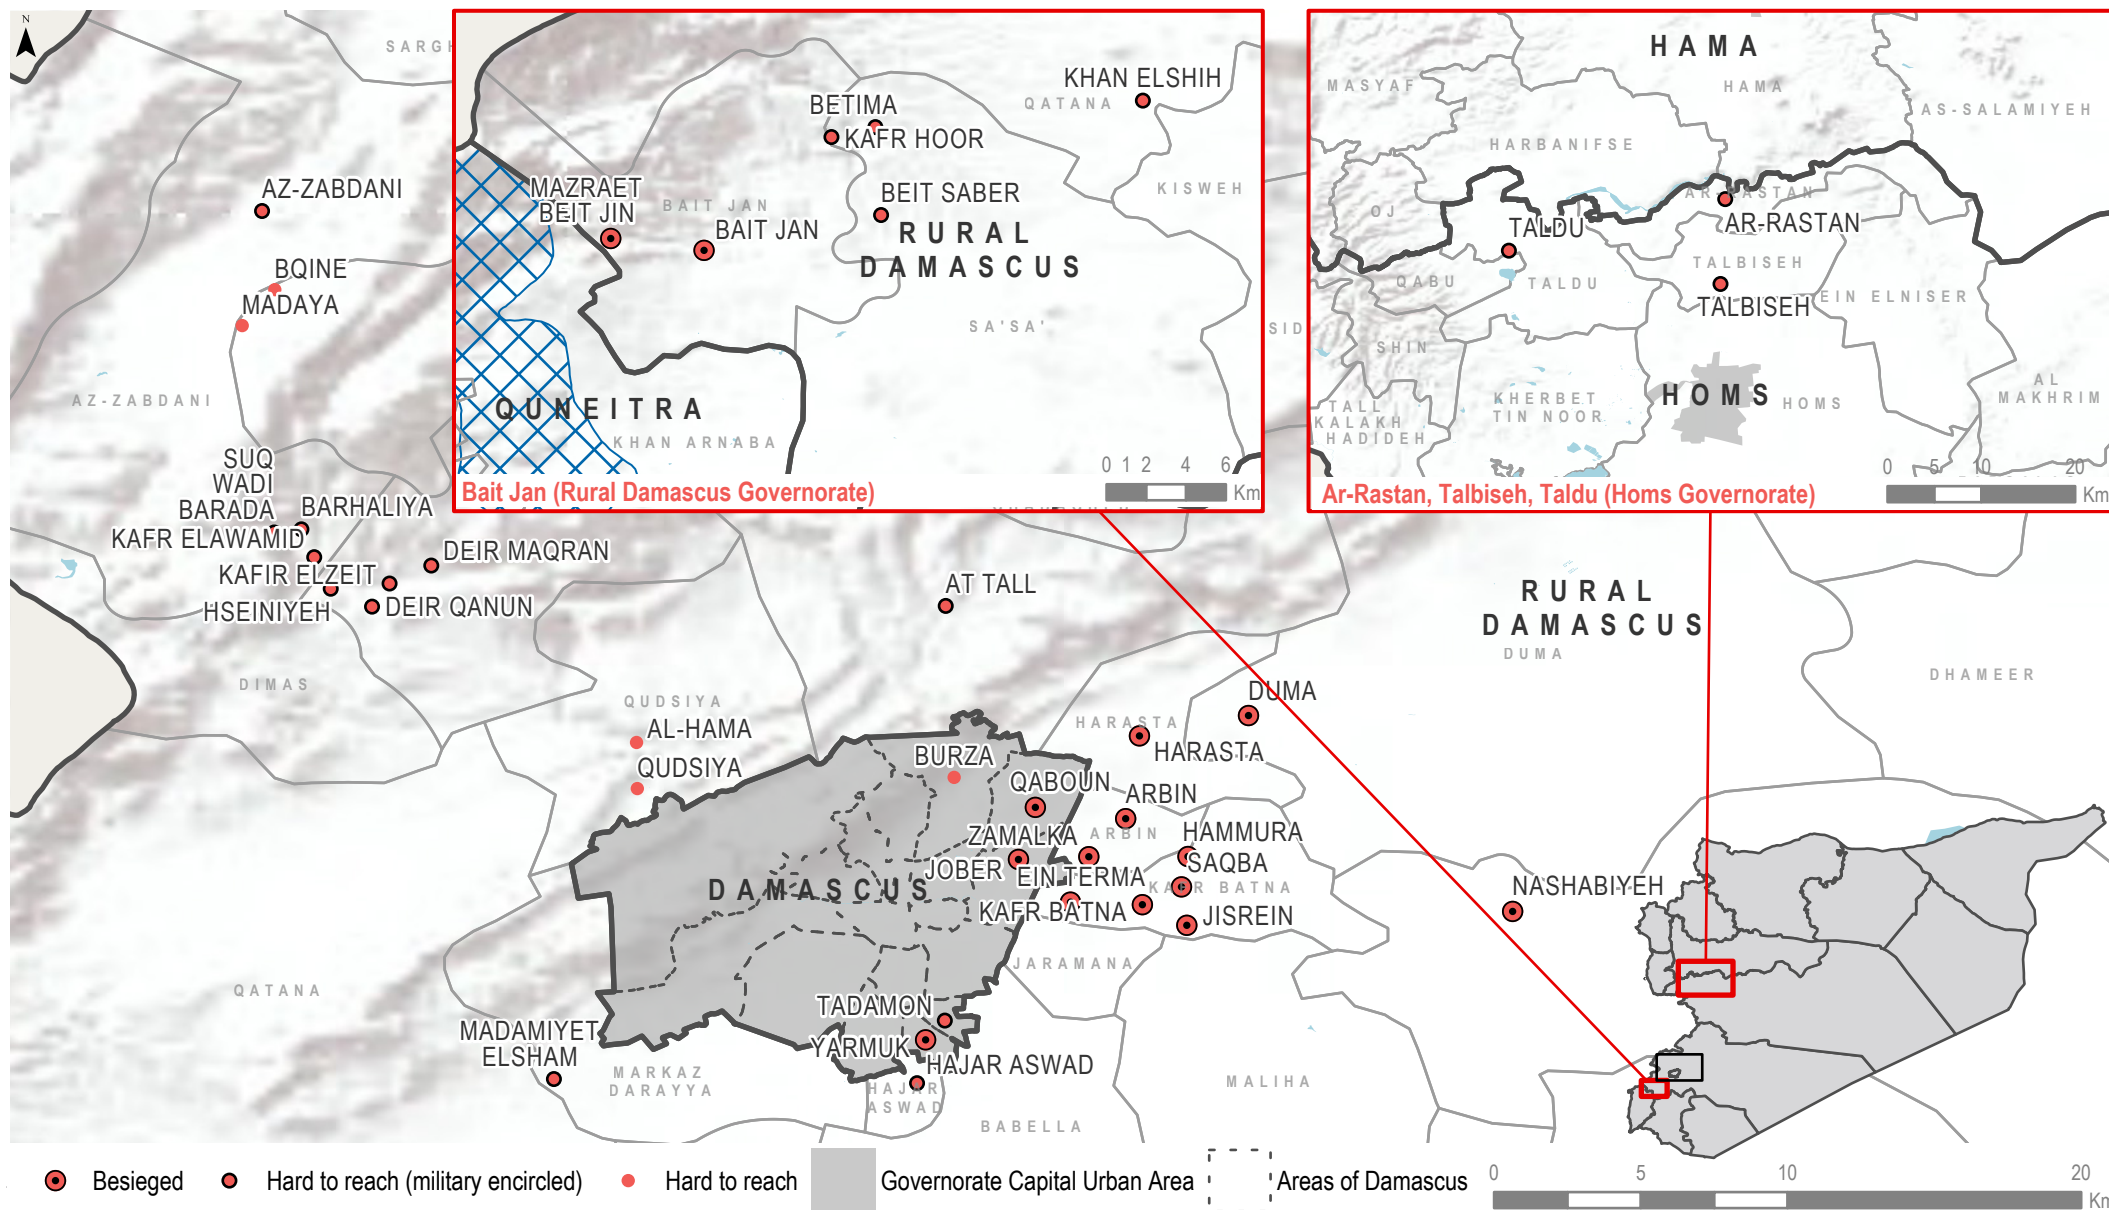 N
SARGH
AZ-ZABDANI
BQINE
MADAYA
AZ-ZABDANI
SUQ
WADI
BARADA
BARHALIYA
KAFR ELAWAMID
DEIR MAQRAN
KAFIR ELZEIT
HSEINIYEH
DEIR QANUN
DIMAS
KHAN ELSHIH
BETIMA
QATANA
KAFR HOOR
MAZRAET
BEIT JIN
BAIT JAN
BEIT SABER
KISWEH
BAIT JAN
RURAL
DAMASCUS
SA'SA'
QUNEITRA
KHAN ARNABA
0 1 2 4 6
Km
Bait Jan (Rural Damascus Governorate)
SID
HAMA
MASYAF
HAMA
AS-SALAMIYEH
HARBANIFSE
AR-RASTAN
OJ
TALDU
AR-RASTAN
TALBISEH
QABU
TALDU
EIN ELNISER
TALBISEH
SHIN
HOMS
HOMS
KHERBET
TIN NOOR
AL
MAKHRIM
TALL
KALAKH
HADIDEH
0 5 10 20
Km
Ar-Rastan, Talbiseh, Taldu (Homs Governorate)
AT TALL
RURAL
DAMASCUS
DUMA
DHAMEER
QUDSIYA
AL-HAMA
QUDSIYA
DUMA
HARASTA
HARASTA
BURZA
QABOUN
ARBIN
ZAMALKA
ARBIN
HAMMURA
JOBER
EIN TERMA
SAQBA
KAFR BATNA
DAMASCUS
KAFR BATNA
JISREIN
NASHABIYEH
JARAMANA
QATANA
TADAMON
MADAMIYET
ELSHAM
YARMUK
HAJAR ASWAD
MARKAZ
DARAYYA
HAJAR
ASWAD
MALIHA
BABELLA
Besieged
Hard to reach (military encircled)
Hard to reach
Governorate Capital Urban Area
Areas of Damascus
0 5 10 20
Km